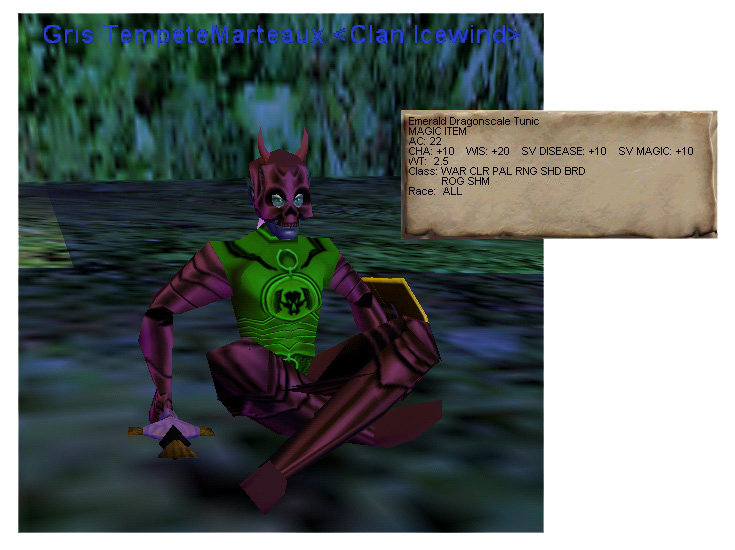 Gris TempeteMarteaux <Clan Icewind>
Emerald Dragonscale Tunic
MAGIC ITEM
AC: 22
CHA: +10 WIS: +20 SV DISEASE: +10 SV MAGIC: +10
WT: 2.5
Class: WAR CLR PAL RNG SHD BRD
ROG SHM
Race: ALL